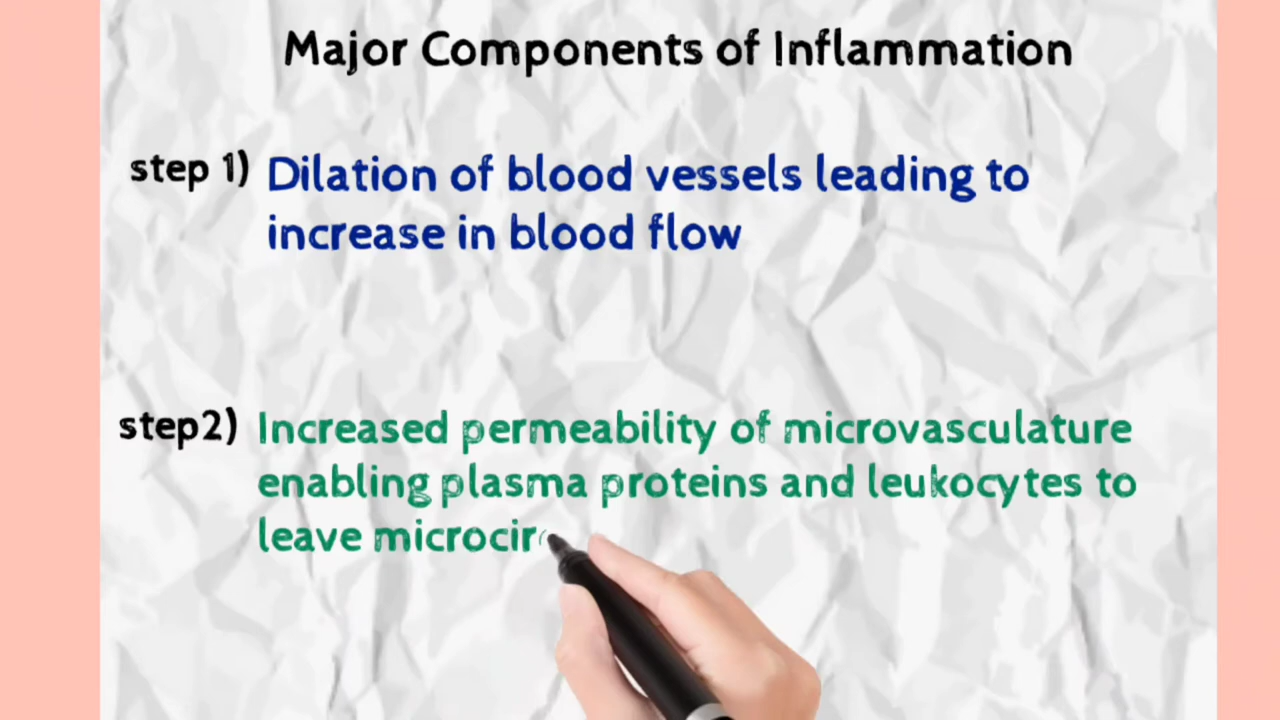 Major Components of Inflammation
step 1) Dilation of blood vessels leading to
increase in blood flow
step2) Increased permeability of microvasculature
enabling plasma proteins and leukocytes to
leave microcir